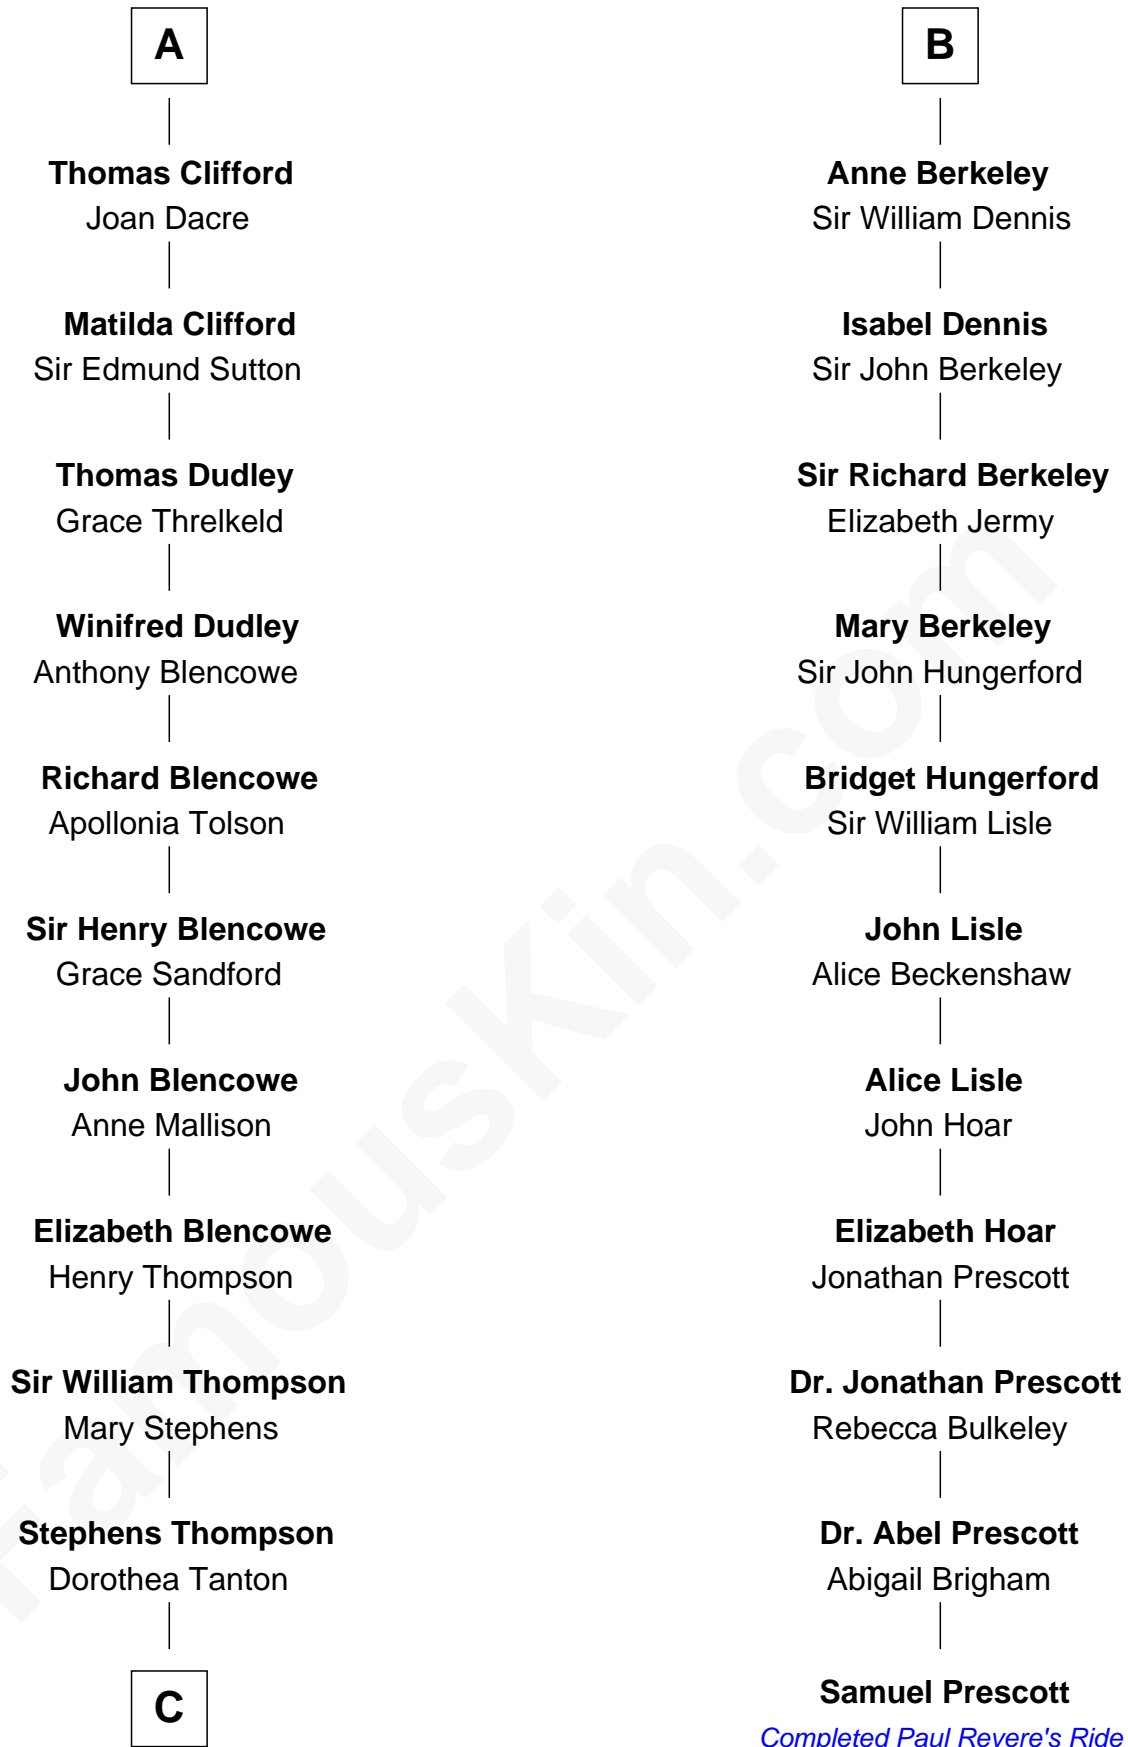 A
Thomas Clifford
Joan Dacre
Matilda Clifford
Sir Edmund Sutton
Thomas Dudley
Grace Threlkeld
Winifred Dudley
Anthony Blencowe
Richard Blencowe
Apollonia Tolson
Sir Henry Blencowe
Grace Sandford
John Blencowe
Anne Mallison
Elizabeth Blencowe
Henry Thompson
Sir William Thompson
Mary Stephens
Stephens Thompson
Dorothea Tanton
C
B
Anne Berkeley
Sir William Dennis
Isabel Dennis
Sir John Berkeley
Sir Richard Berkeley
Elizabeth Jermy
Mary Berkeley
Sir John Hungerford
Bridget Hungerford
Sir William Lisle
John Lisle
Alice Beckenshaw
Alice Lisle
John Hoar
Elizabeth Hoar
Jonathan Prescott
Dr. Jonathan Prescott
Rebecca Bulkeley
Dr. Abel Prescott
Abigail Brigham
Samuel Prescott
Completed Paul Revere's Ride
FamousKin.com